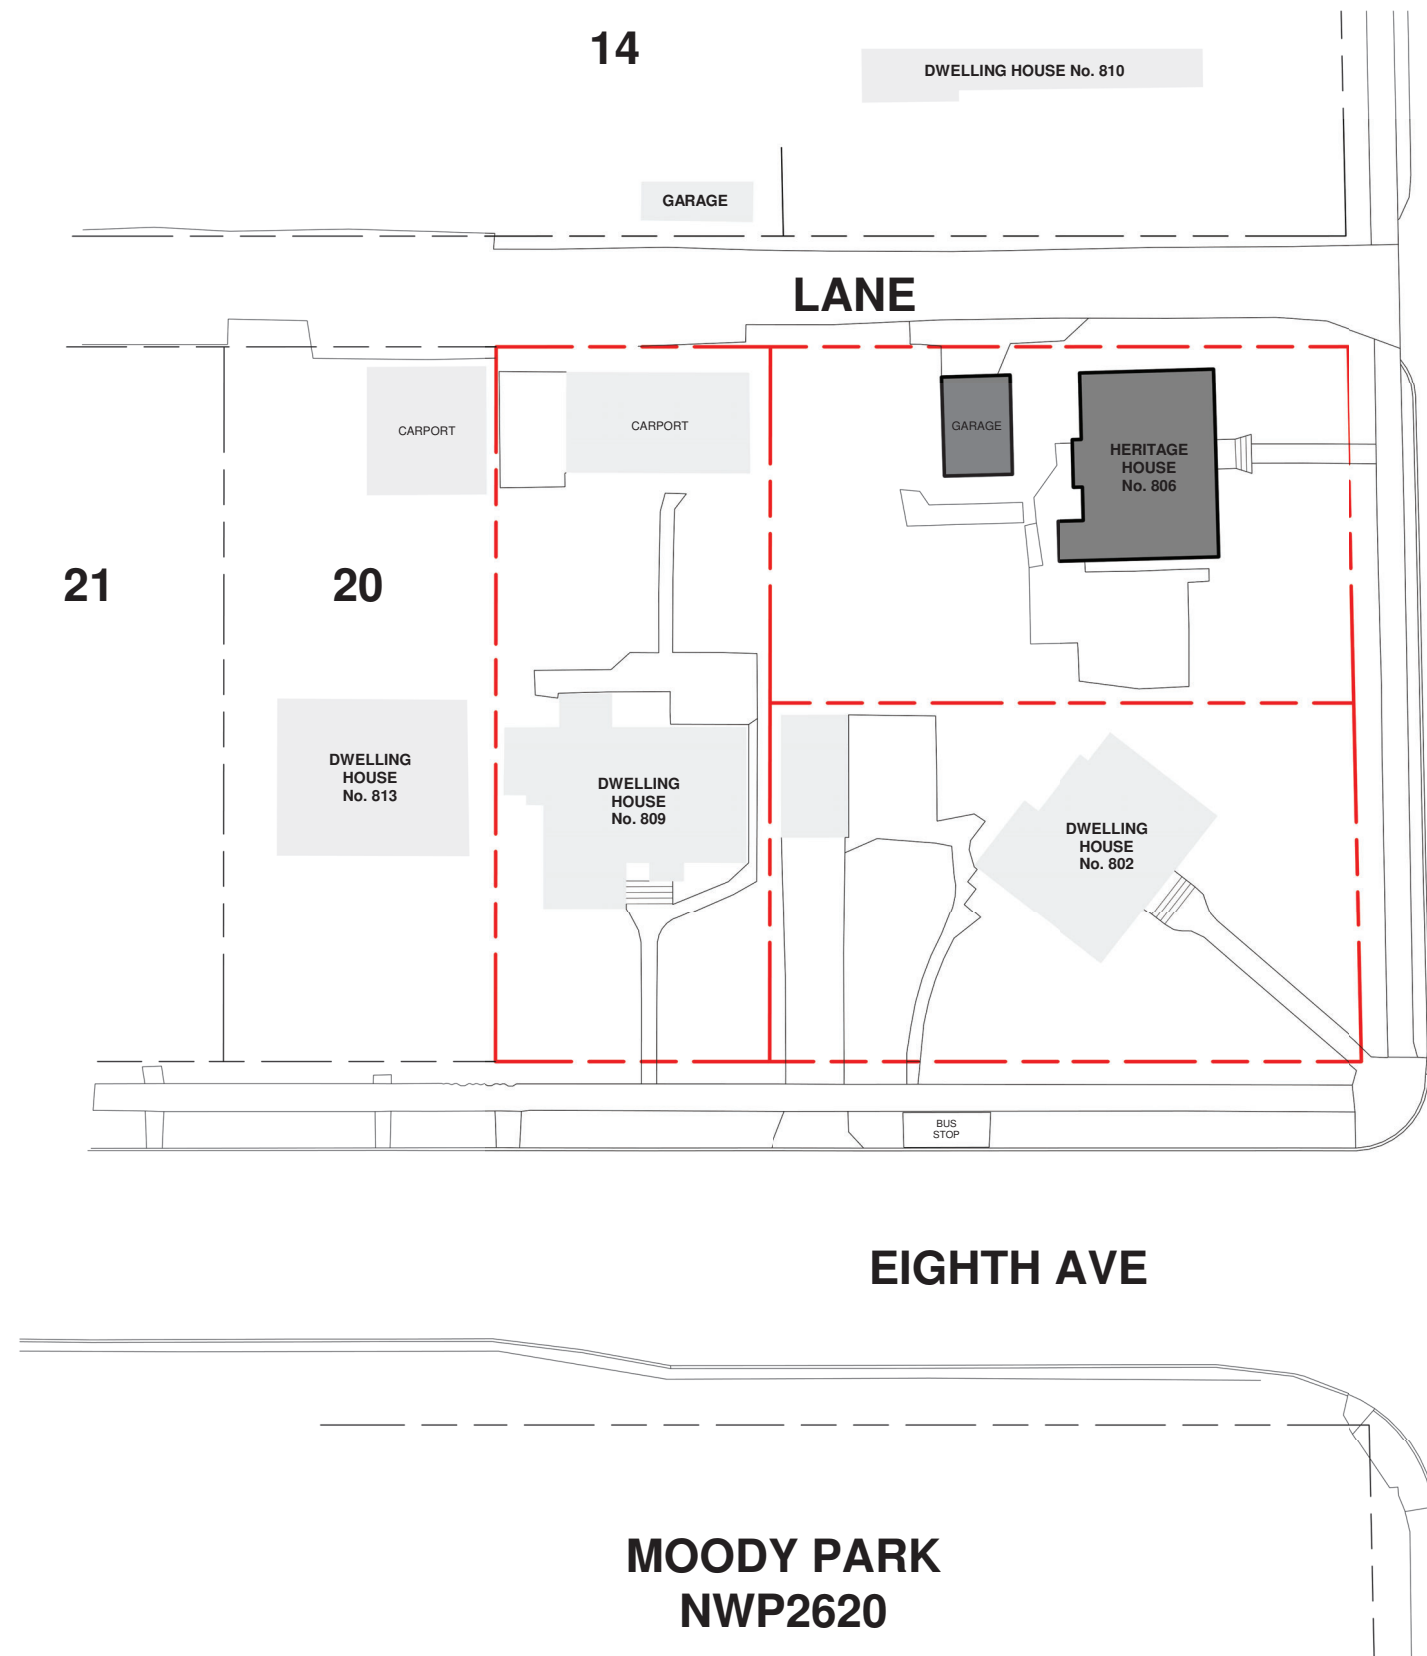 14
DWELLING HOUSE No. 810
GARAGE
LANE
CARPORT
CARPORT
GARAGE
HERITAGE
HOUSE
No. 806
21
20
DWELLING
HOUSE
No. 813
DWELLING
HOUSE
No. 809
DWELLING
HOUSE
No. 802
BUS
STOP
EIGHTH AVE
MOODY PARK
NWP2620